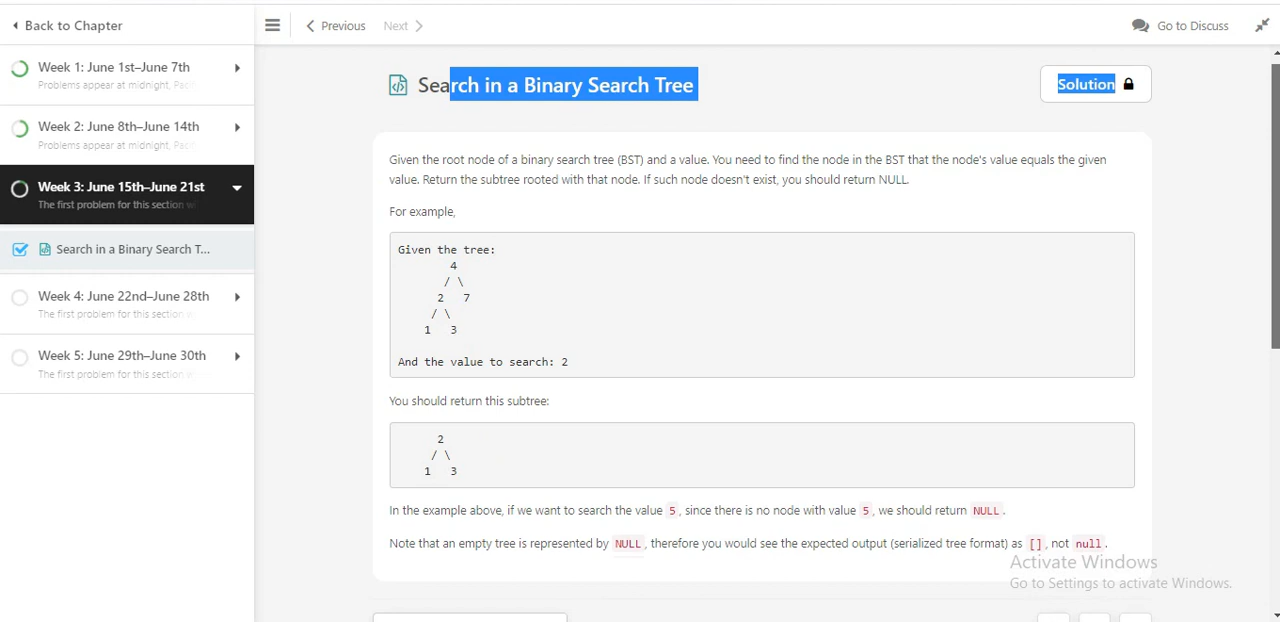 Back to Chapter
Previous
Next
Go to Discuss
Week 1: June 1st–June 7th
Problems appear at midnight, Pac
Week 2: June 8th–June 14th
Problems appear at midnight, Pac
Week 3: June 15th–June 21st
The first problem for this section w
Search in a Binary Search T...
Week 4: June 22nd–June 28th
The first problem for this section w
Week 5: June 29th–June 30th
The first problem for this section w
Search in a Binary Search Tree
Solution
Given the root node of a binary search tree (BST) and a value. You need to find the node in the BST that the node's value equals the given
value. Return the subtree rooted with that node. If such node doesn't exist, you should return NULL.
For example,
Given the tree:
4
/ \
2 7
/ \
1 3
And the value to search: 2
You should return this subtree:
2
/ \
1 3
In the example above, if we want to search the value 5, since there is no node with value 5, we should return NULL.
Note that an empty tree is represented by NULL, therefore you would see the expected output (serialized tree format) as [], not null.
Activate Windows
Go to Settings to activate Windows.